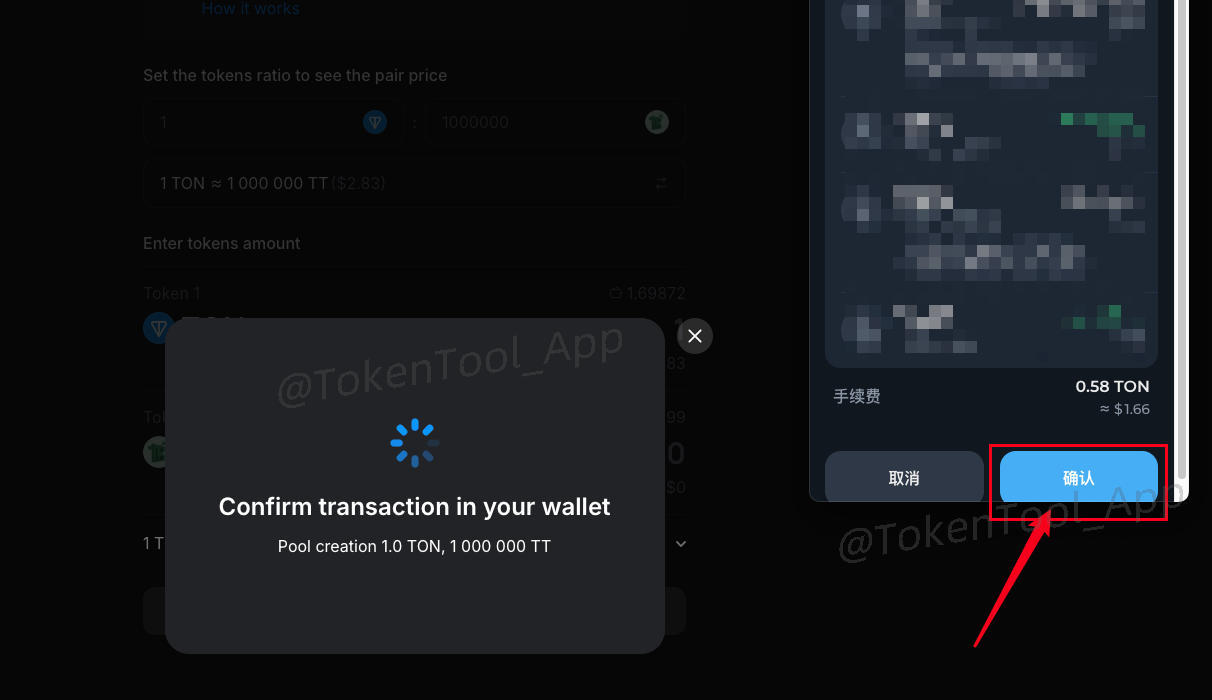 How it works
Set the tokens ratio to see the pair price
1 : 1000000
1 TON ≈ 1 000 000 TT ($2.83)
Enter tokens amount
Token 1 1.69872
@TokenTool_App
Confirm transaction in your wallet
Pool creation 1.0 TON, 1 000 000 TT
$0
1 T
手续费
0.58 TON
≈ $1.66
取消 确认
@TokenTool_App